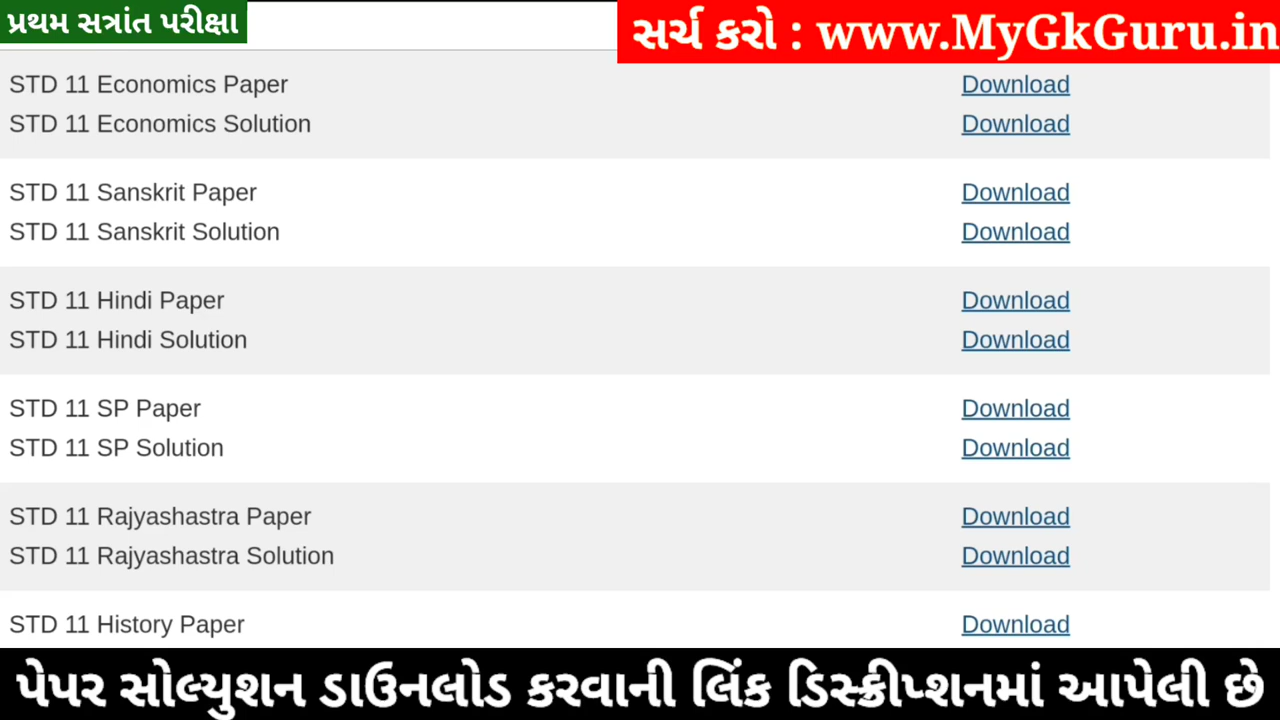 પ્રથમ સત્રાંત પરીક્ષા
સર્ચ કરો : www.MyGkGuru.in
STD 11 Economics Paper Download
STD 11 Economics Solution Download
STD 11 Sanskrit Paper Download
STD 11 Sanskrit Solution Download
STD 11 Hindi Paper Download
STD 11 Hindi Solution Download
STD 11 SP Paper Download
STD 11 SP Solution Download
STD 11 Rajyashastra Paper Download
STD 11 Rajyashastra Solution Download
STD 11 History Paper Download
પેપર સોલ્યુશન ડાઉનલોડ કરવાની લિંક ડિસ્ક્રીપ્શનમાં આપેલી છે